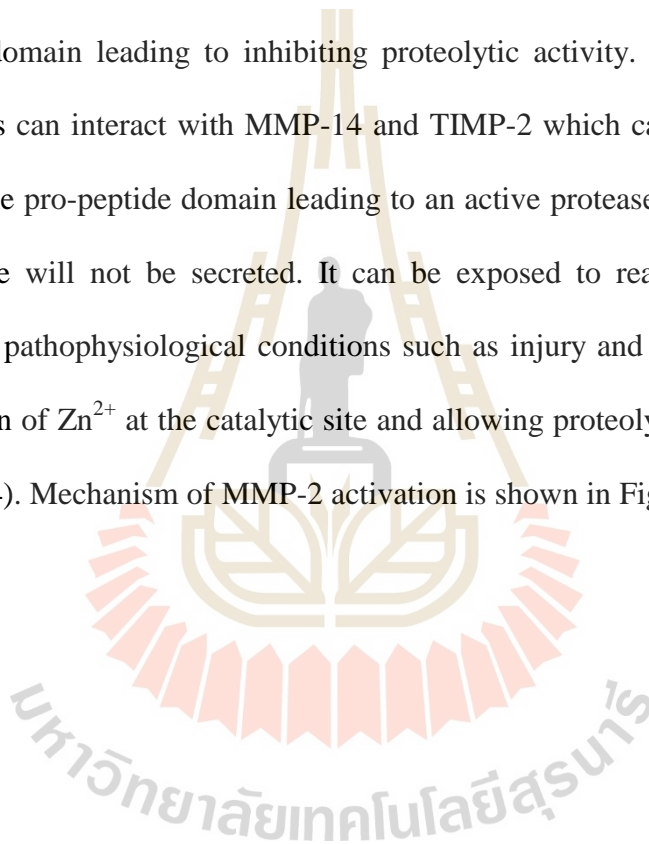 domain leading to inhibiting proteolytic activity.
s can interact with MMP-14 and TIMP-2 which ca
e pro-peptide domain leading to an active protease
e will not be secreted. It can be exposed to rea
pathophysiological conditions such as injury and
n of Zn²⁺ at the catalytic site and allowing proteoly
). Mechanism of MMP-2 activation is shown in Fig
มหาวิทยาลัยเทคโนโลยีสุรนารี